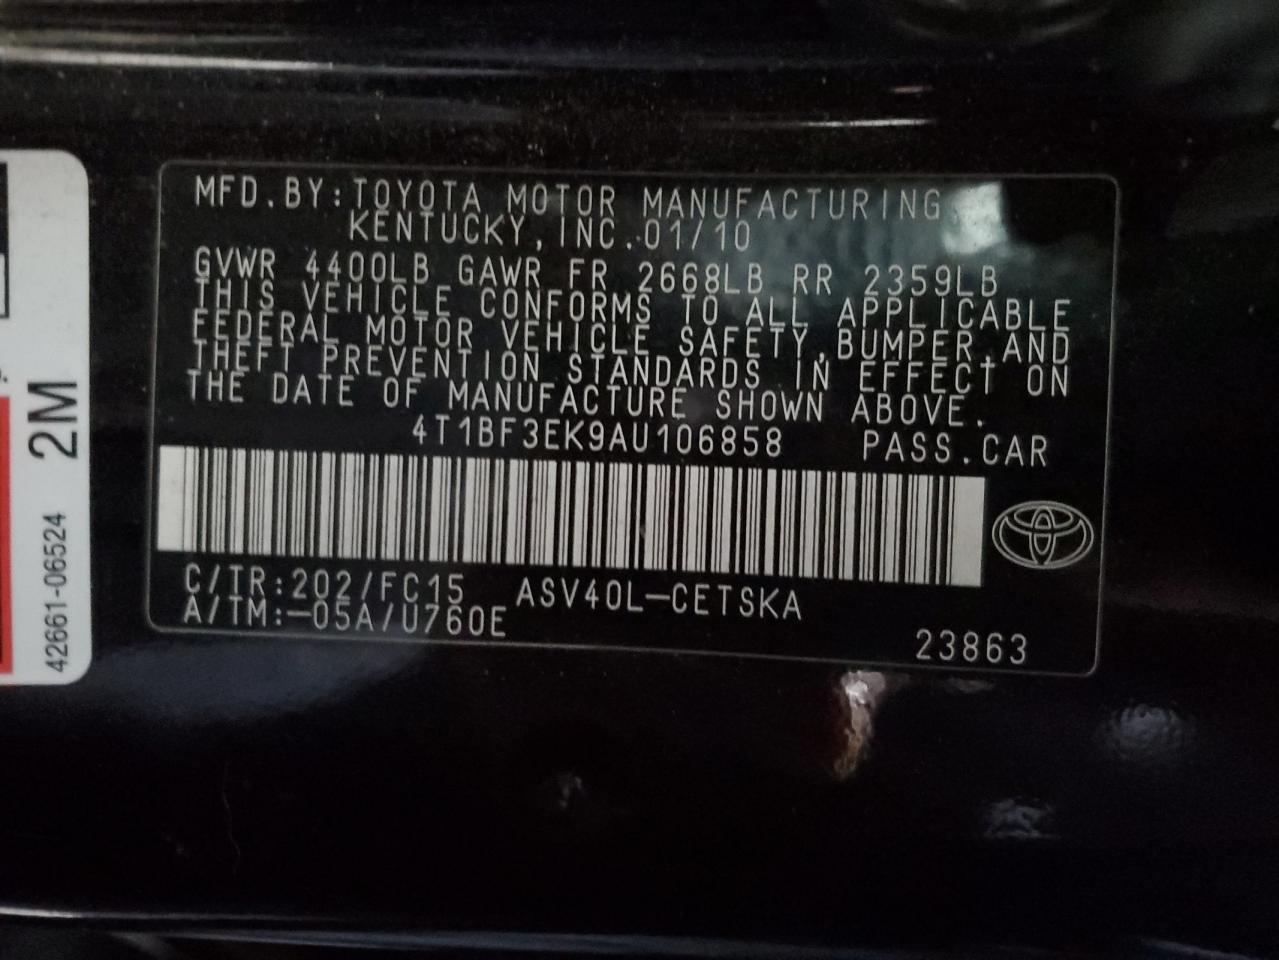 MFD.BY:TOYOTA MOTOR MANUFACTURING
KENTUCKY,INC.01/10
GVWR 4400LB GAWR FR 2668LB RR 2359LB
THIS VEHICLE CONFORMS TO ALL APPLICABLE
FEDERAL MOTOR VEHICLE SAFETY,BUMPER,AND
THEFT PREVENTION STANDARDS IN EFFECT ON
THE DATE OF MANUFACTURE SHOWN ABOVE.
4T1BF3EK9AU106858 PASS.CAR
C/TR:202/FC15 ASV40L-CETSKA
A/TM:-05A/U760E
23863
2M
42661-06524